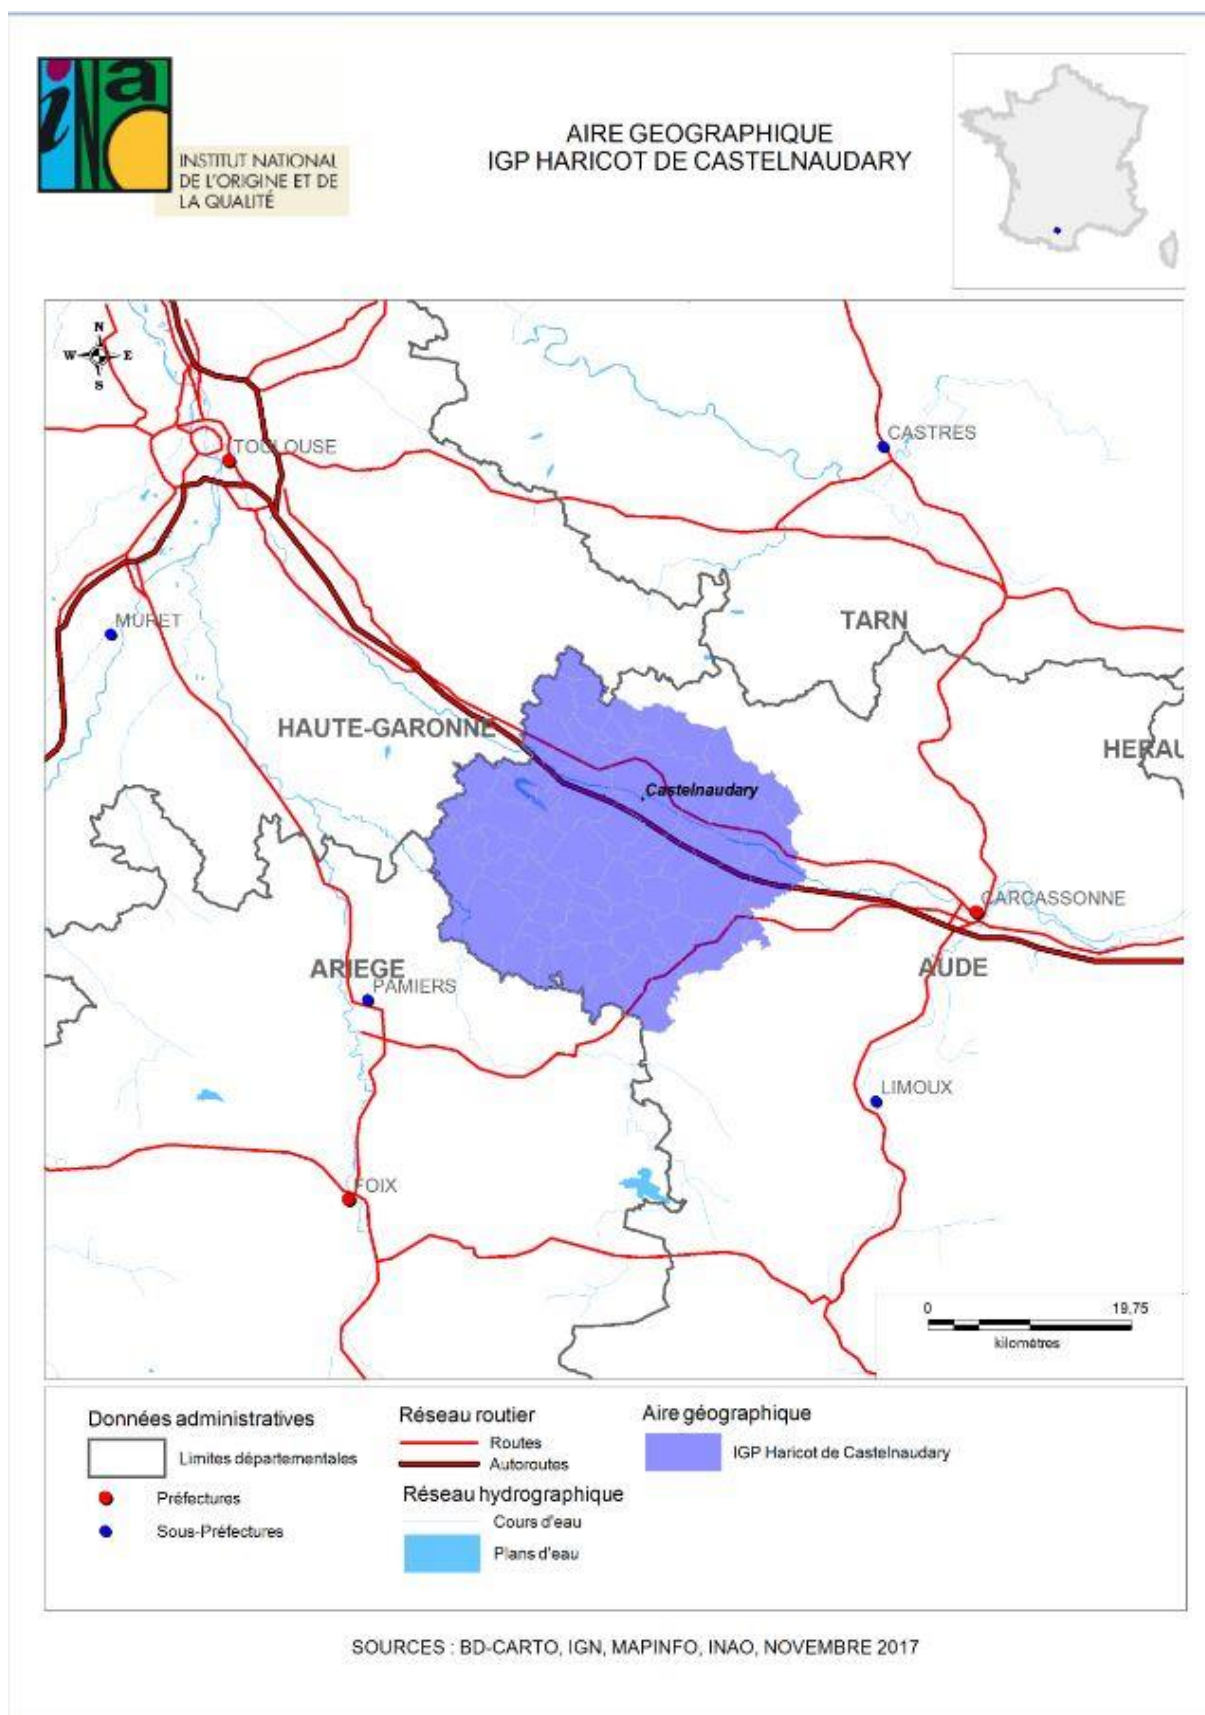 iNao
INSTITUT NATIONAL
DE L'ORIGINE ET DE
LA QUALITÉ
AIRE GEOGRAPHIQUE
IGP HARICOT DE CASTELNAUDARY
N
W E
S
TOULOUSE
CASTRES
MURET
TARN
HAUTE-GARONNE
HERAU
Castelnaudary
CARCASSONNE
ARIEGE
AUDE
PAMIERS
LIMOUX
FOIX
0 19,75
kilomètres
Données administratives
Limites départementales
Préfectures
Sous-Préfectures
Réseau routier
Routes
Autoroutes
Réseau hydrographique
Cours d'eau
Plans d'eau
Aire géographique
IGP Haricot de Castelnaudary
SOURCES : BD-CARTO, IGN, MAPINFO, INAO, NOVEMBRE 2017